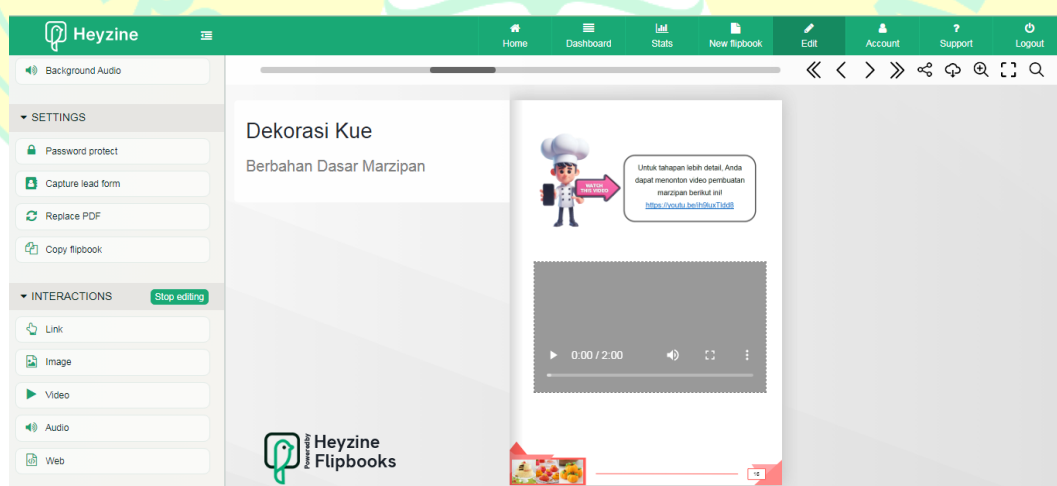 Heyzine
Home
Dashboard
Stats
New flipbook
Edit
Account
Support
Logout
Background Audio
SETTINGS
Password protect
Capture lead form
Replace PDF
Copy flipbook
INTERACTIONS
Stop editing
Link
Image
Video
Audio
Web
Dekorasi Kue
Berbahan Dasar Marzipan
WATCH
THIS VIDEO
Untuk tahapan lebih detail, Anda
dapat menonton video pembuatan
marzipan berikut ini!
0:00 / 2:00
Powered by
Heyzine
Flipbooks
16